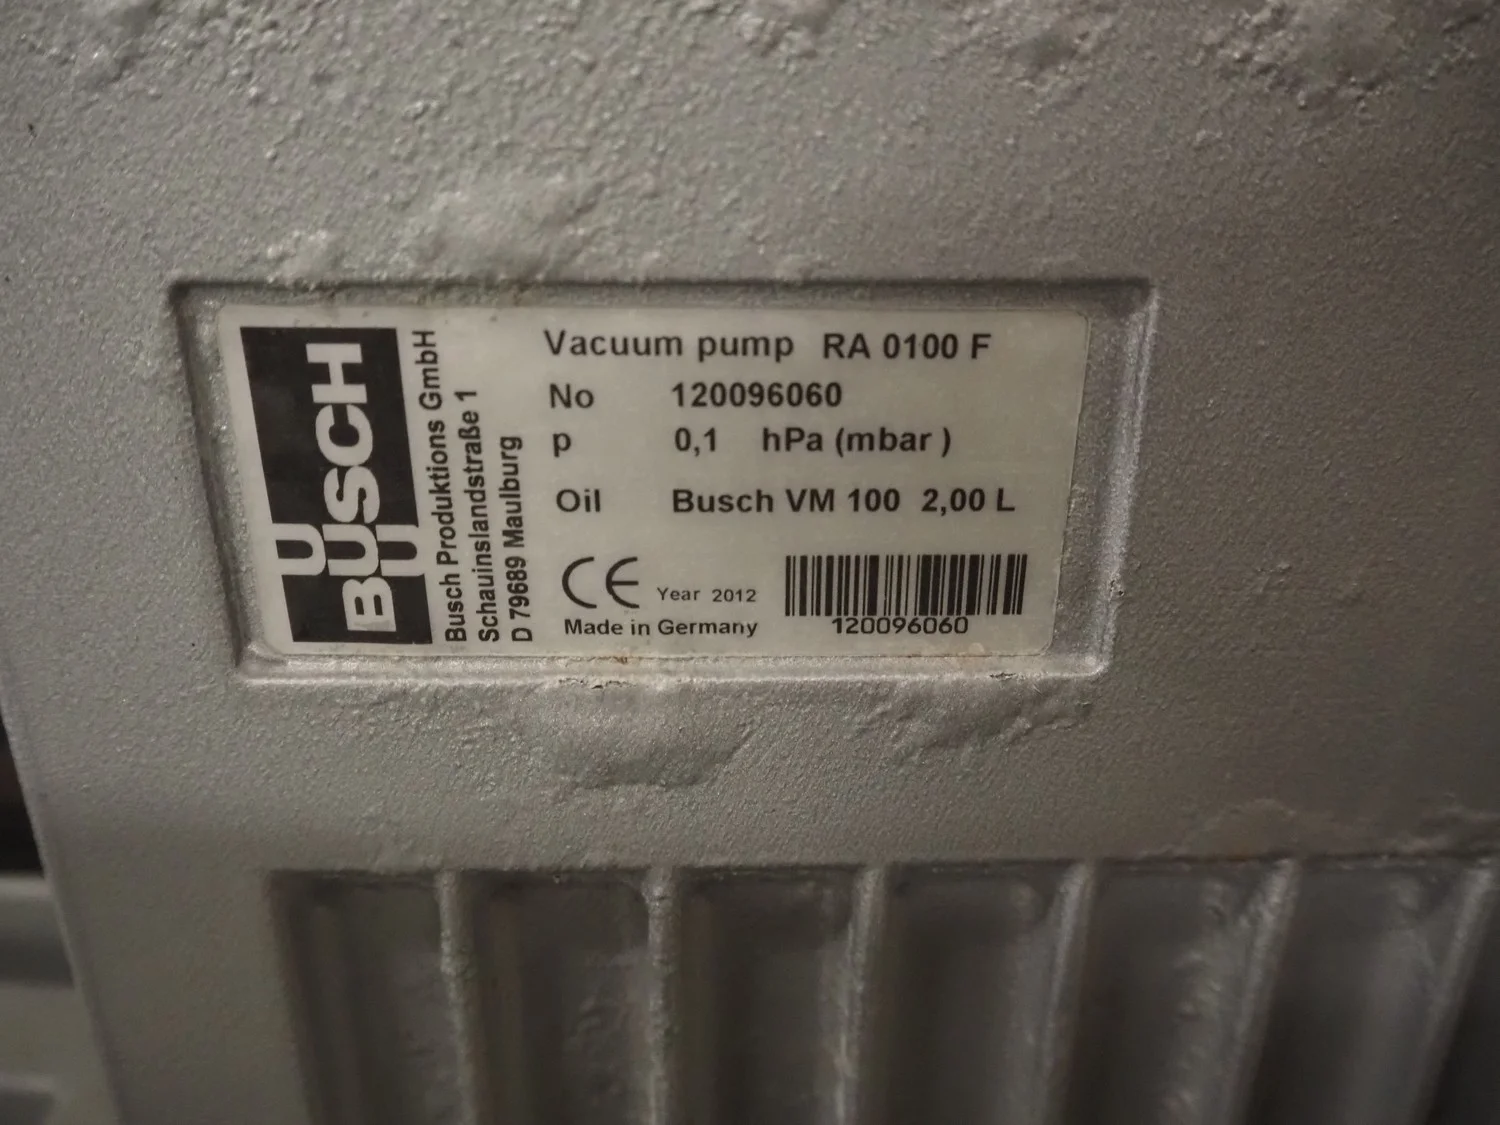 BUSCH
U
U
Busch Produktions GmbH
Schauinslandstraße 1
D 79689 Maulburg
Vacuum pump RA 0100 F
No 120096060
p 0,1 hPa (mbar )
Oil Busch VM 100 2,00 L
CE Year 2012
Made in Germany
120096060